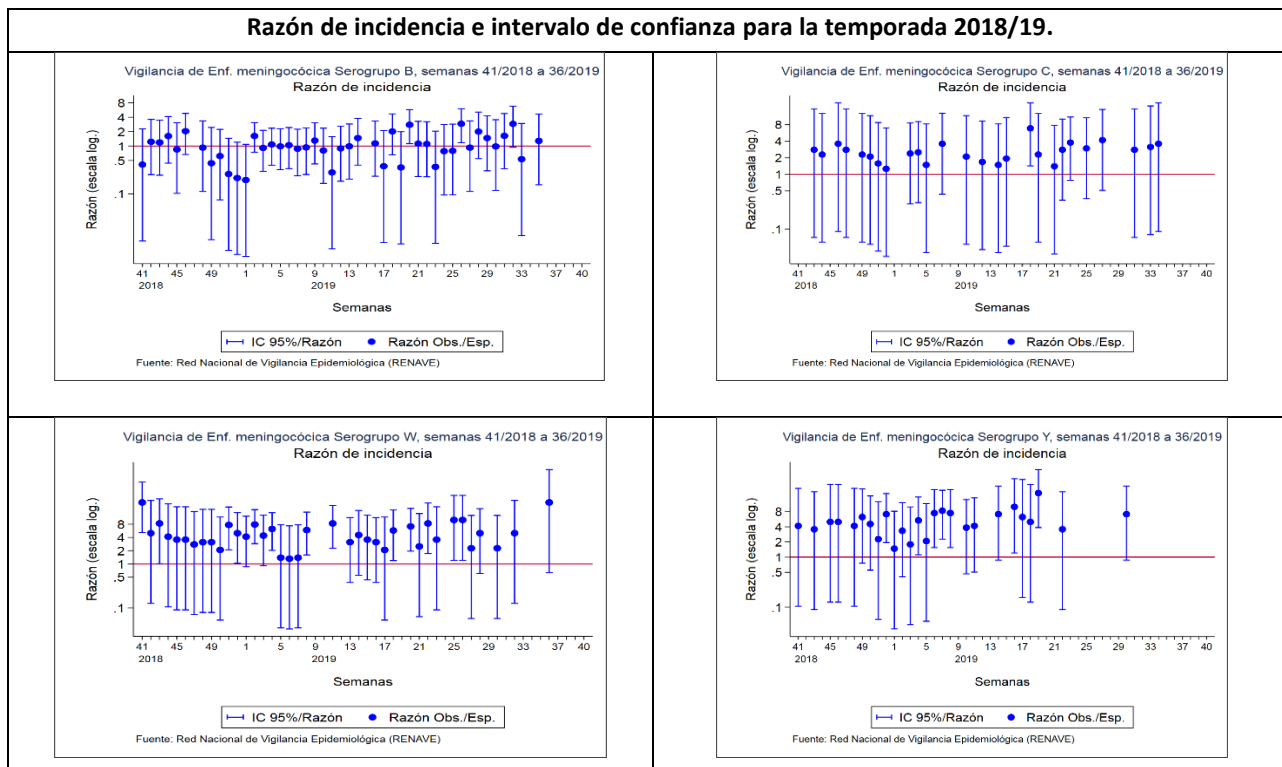 Razón de incidencia e intervalo de confianza para la temporada 2018/19.
Vigilancia de Enf. meningocócica Serogrupo B, semanas 41/2018 a 36/2019
Razón de incidencia
Razón (escala log.)
8
4
2
1
.5
.1
41 45 49 1 5 9 13 17 21 25 29 33 37 40
2018 2019
Semanas
IC 95%/Razón Razón Obs./Esp.
Fuente: Red Nacional de Vigilancia Epidemiológica (RENAVE)
Vigilancia de Enf. meningocócica Serogrupo C, semanas 41/2018 a 36/2019
Razón de incidencia
Razón (escala log.)
8
4
2
1
.5
.1
41 45 49 1 5 9 13 17 21 25 29 33 37 40
2018 2019
Semanas
IC 95%/Razón Razón Obs./Esp.
Fuente: Red Nacional de Vigilancia Epidemiológica (RENAVE)
Vigilancia de Enf. meningocócica Serogrupo W, semanas 41/2018 a 36/2019
Razón de incidencia
Razón (escala log.)
8
4
2
1
.5
.1
41 45 49 1 5 9 13 17 21 25 29 33 37 40
2018 2019
Semanas
IC 95%/Razón Razón Obs./Esp.
Fuente: Red Nacional de Vigilancia Epidemiológica (RENAVE)
Vigilancia de Enf. meningocócica Serogrupo Y, semanas 41/2018 a 36/2019
Razón de incidencia
Razón (escala log.)
8
4
2
1
.5
.1
41 45 49 1 5 9 13 17 21 25 29 33 37 40
2018 2019
Semanas
IC 95%/Razón Razón Obs./Esp.
Fuente: Red Nacional de Vigilancia Epidemiológica (RENAVE)